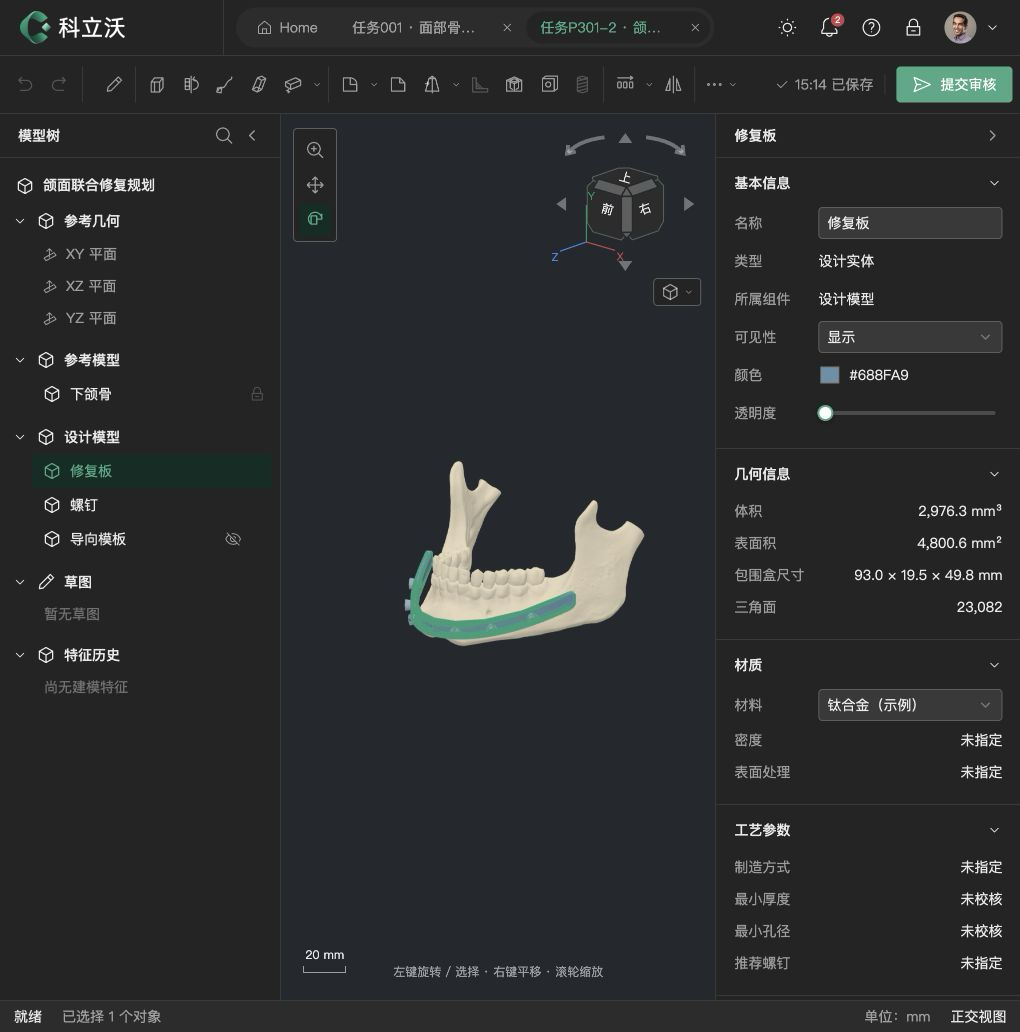 科立沃
Home
任务001 · 面部骨...
任务P301-2 · 颌...
2
15:14 已保存
提交审核
模型树
颌面联合修复规划
参考几何
XY 平面
XZ 平面
YZ 平面
参考模型
下颌骨
设计模型
修复板
螺钉
导向模板
草图
暂无草图
特征历史
尚无建模特征
上
前
右
Y
Z
X
20 mm
左键旋转 / 选择 · 右键平移 · 滚轮缩放
修复板
基本信息
名称 修复板
类型 设计实体
所属组件 设计模型
可见性 显示
颜色 #688FA9
透明度
几何信息
体积 2,976.3 mm³
表面积 4,800.6 mm²
包围盒尺寸 93.0 × 19.5 × 49.8 mm
三角面 23,082
材质
材料 钛合金（示例）
密度 未指定
表面处理 未指定
工艺参数
制造方式 未指定
最小厚度 未校核
最小孔径 未校核
推荐螺钉 未指定
就绪 已选择 1 个对象
单位：mm 正交视图